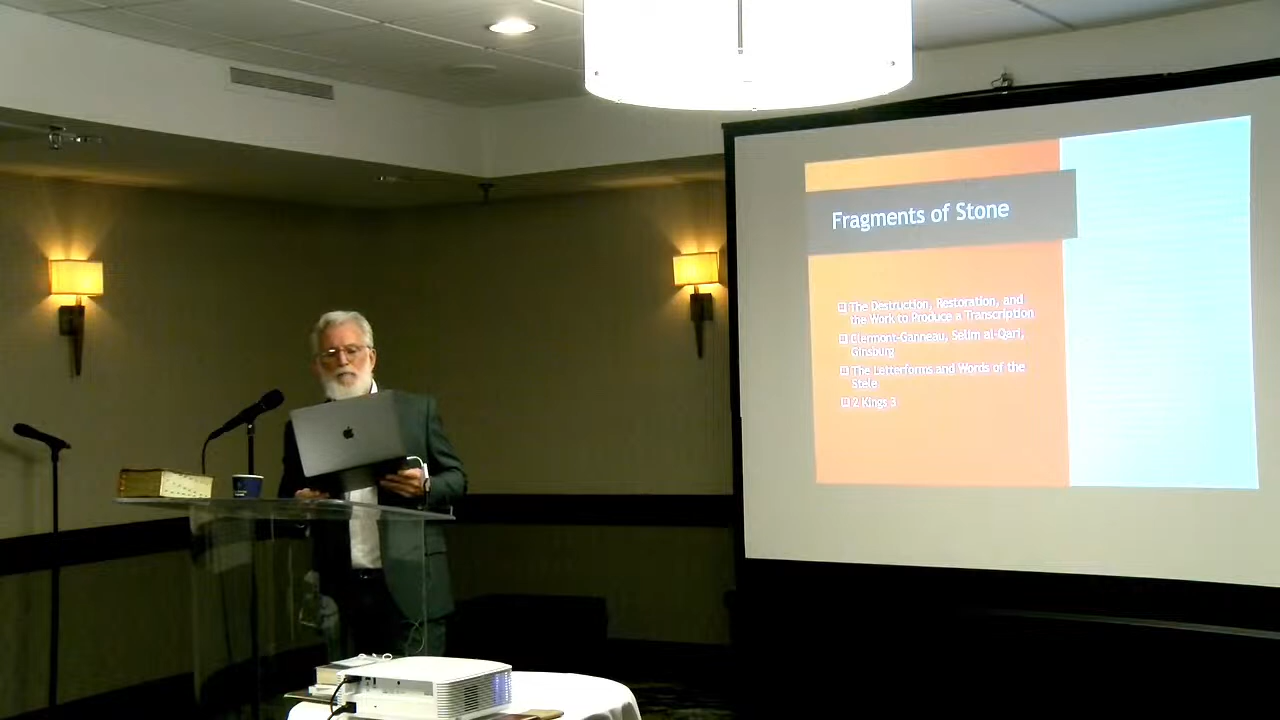 Fragments of Stone
The Destruction, Restoration, and
the Work to Produce a Transcription
Clermont-Ganneau, Selim al-Qari,
Ginsburg
The Letterforms and Words of the
Stele
2 Kings 3